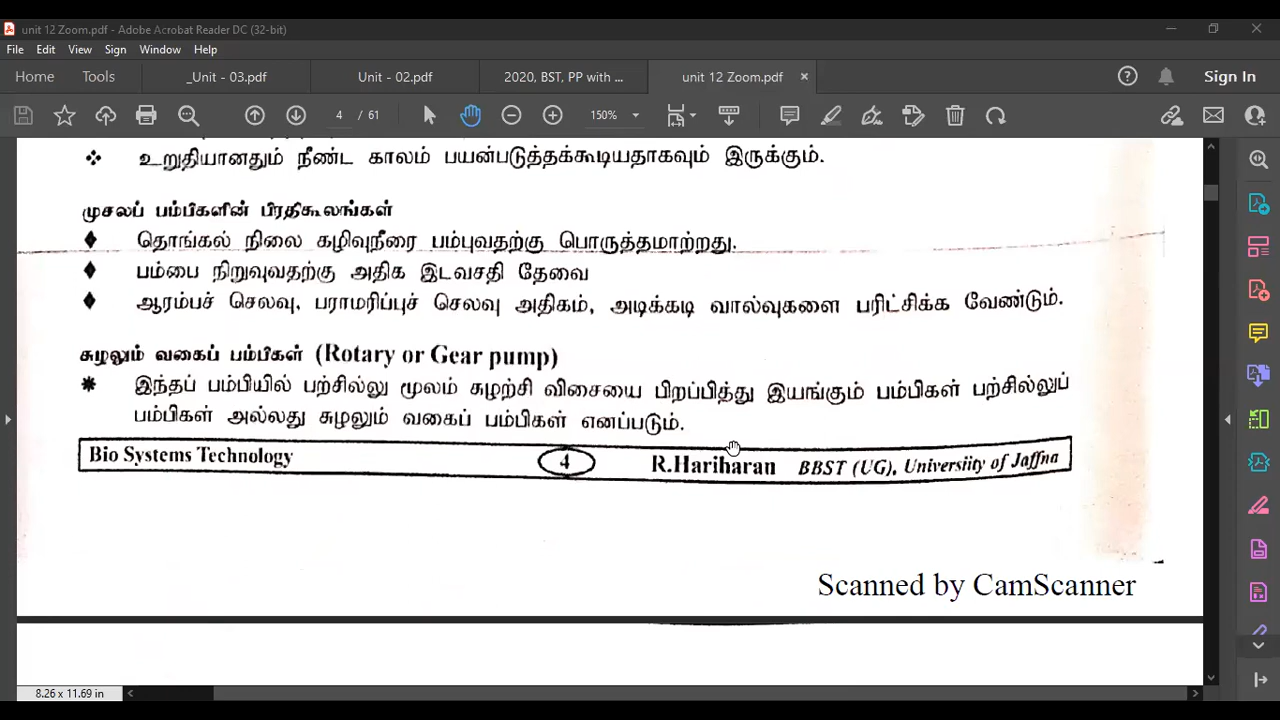 unit 12 Zoom.pdf - Adobe Acrobat Reader DC (32-bit)
File Edit View Sign Window Help
Home Tools _Unit - 03.pdf Unit - 02.pdf 2020, BST, PP with ... unit 12 Zoom.pdf × Sign In
4 / 61 150%
❖ உறுதியானதும் நீண்ட காலம் பயன்படுத்தக்கூடியதாகவும் இருக்கும்.
முசலப் பம்பிகளின் பிரதிகூலங்கள்
♦ தொங்கல் நிலை கழிவுநீரை பம்புவதற்கு பொருத்தமாற்றது.
♦ பம்பை நிறுவுவதற்கு அதிக இடவசதி தேவை
♦ ஆரம்பச் செலவு, பராமரிப்புச் செலவு அதிகம், அடிக்கடி வால்வுகளை பரிட்சிக்க வேண்டும்.
சுழலும் வகைப் பம்பிகள் (Rotary or Gear pump)
✱ இந்தப் பம்பியில் பற்சில்லு மூலம் சுழற்சி விசையை பிறப்பித்து இயங்கும் பம்பிகள் பற்சில்லுப்
பம்பிகள் அல்லது சுழலும் வகைப் பம்பிகள் எனப்படும்.
Bio Systems Technology 4 R.Hariharan BBST (UG), Universiity of Jaffna
Scanned by CamScanner
8.26 x 11.69 in